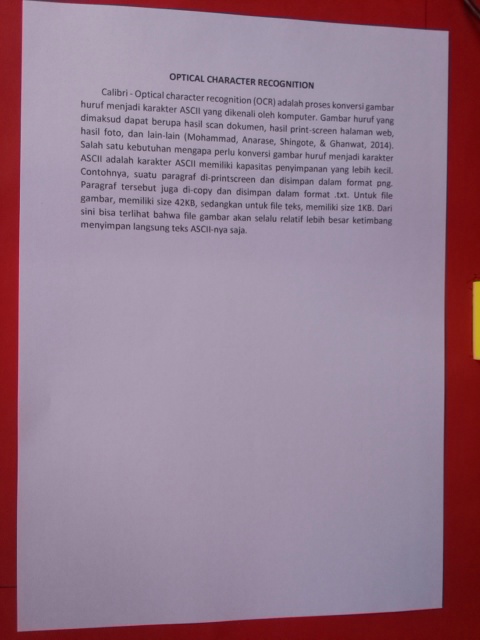 OPTICAL CHARACTER RECOGNITION
Calibri - Optical character recognition (OCR) adalah proses konversi gambar
huruf menjadi karakter ASCII yang dikenali oleh komputer. Gambar huruf yang
dimaksud dapat berupa hasil scan dokumen, hasil print-screen halaman web,
hasil foto, dan lain-lain (Mohammad, Anarase, Shingote, & Ghanwat, 2014).
Salah satu kebutuhan mengapa perlu konversi gambar huruf menjadi karakter
ASCII adalah karakter ASCII memiliki kapasitas penyimpanan yang lebih kecil.
Contohnya, suatu paragraf di-printscreen dan disimpan dalam format png.
Paragraf tersebut juga di-copy dan disimpan dalam format .txt. Untuk file
gambar, memiliki size 42KB, sedangkan untuk file teks, memiliki size 1KB. Dari
sini bisa terlihat bahwa file gambar akan selalu relatif lebih besar ketimbang
menyimpan langsung teks ASCII-nya saja.